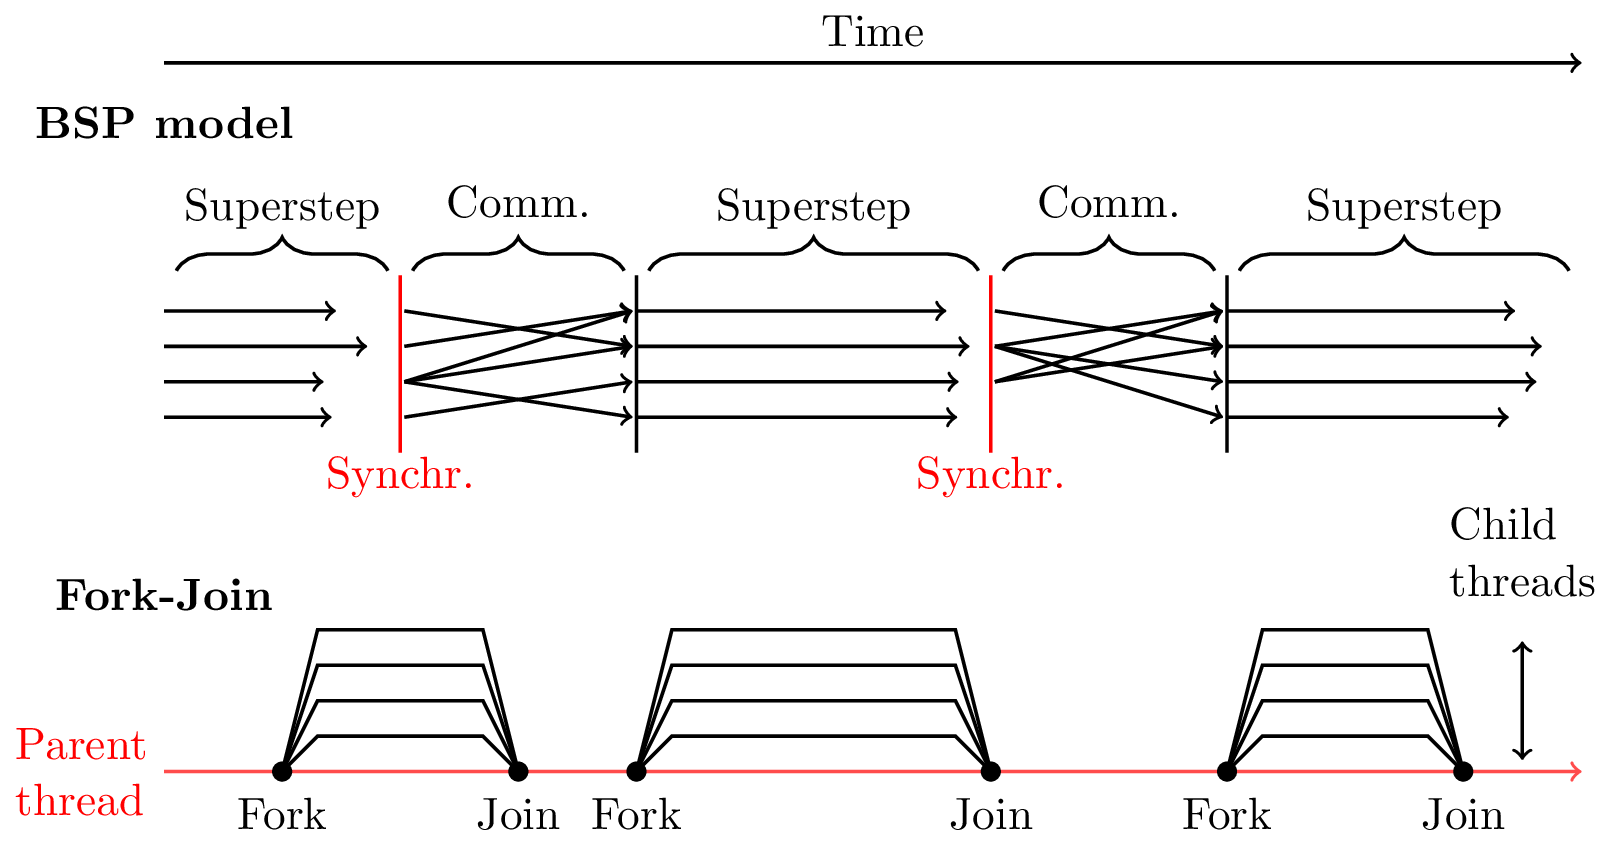 Time
BSP model
Superstep
Comm.
Superstep
Comm.
Superstep
Synchr.
Synchr.
Child
threads
Fork-Join
Parent
thread
Fork
Join
Fork
Join
Fork
Join